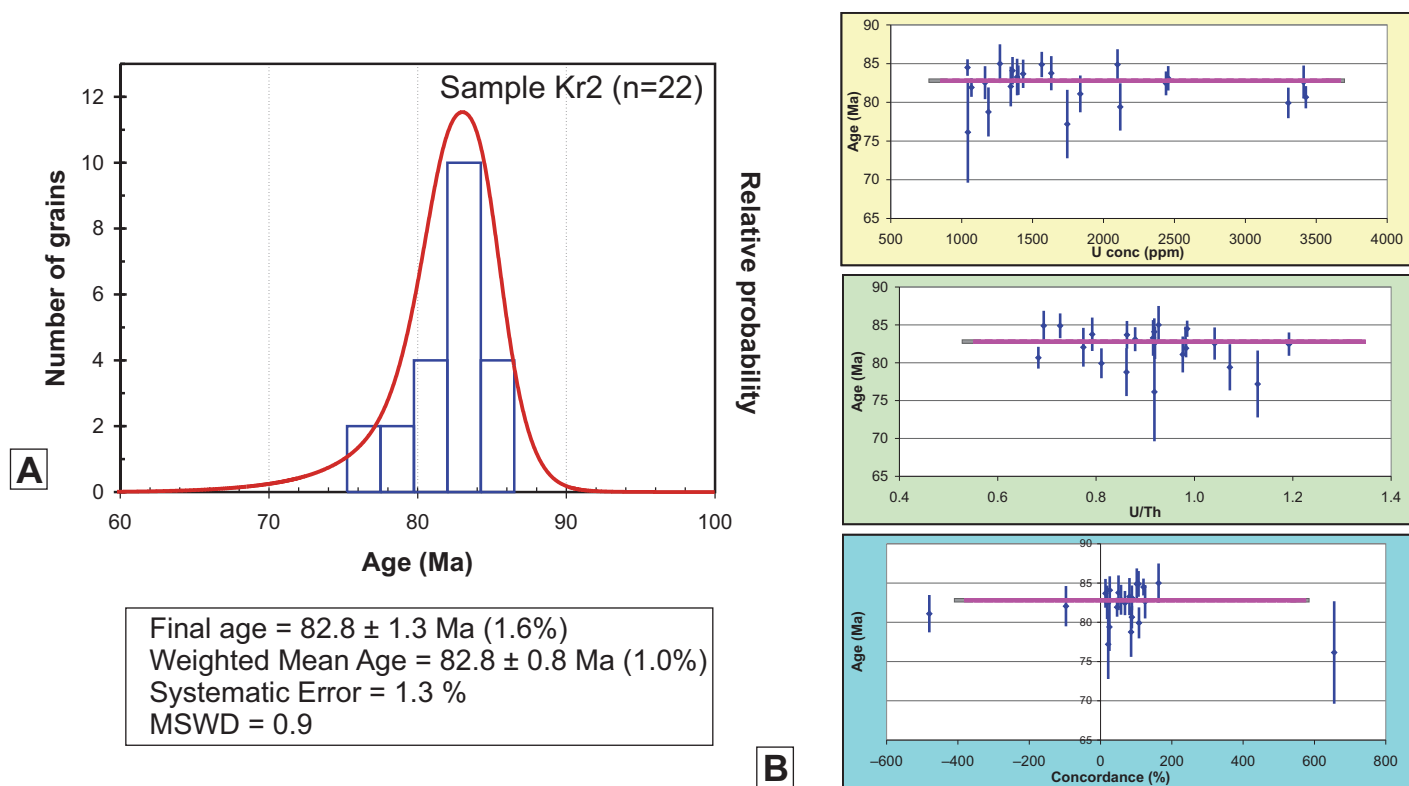 Sample Kr2 (n=22)
12
10
8
6
4
2
0
Number of grains
Relative probability
60 70 80 90 100
Age (Ma)
A
Final age = 82.8 ± 1.3 Ma (1.6%)
Weighted Mean Age = 82.8 ± 0.8 Ma (1.0%)
Systematic Error = 1.3 %
MSWD = 0.9
90
85
80
75
70
65
Age (Ma)
500 1000 1500 2000 2500 3000 3500 4000
U conc (ppm)
90
85
80
75
70
65
Age (Ma)
0.4 0.6 0.8 1.0 1.2 1.4
U/Th
90
85
80
75
70
65
Age (Ma)
–600 –400 –200 0 200 400 600 800
Concordance (%)
B